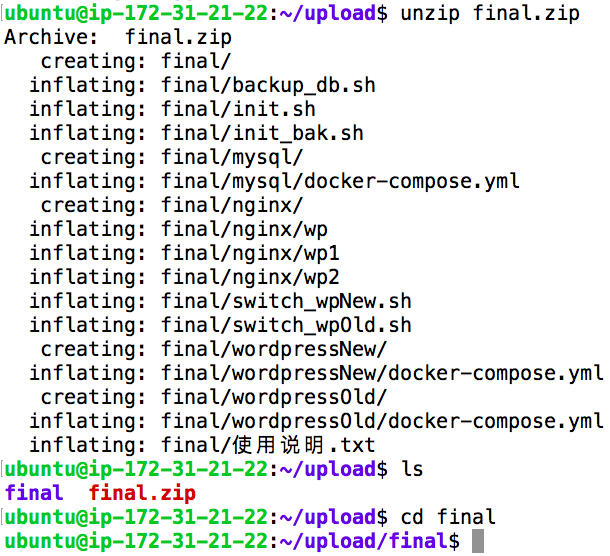 ubuntu@ip-172-31-21-22:~/upload$ unzip final.zip
Archive:  final.zip
   creating: final/
  inflating: final/backup_db.sh
  inflating: final/init.sh
  inflating: final/init_bak.sh
   creating: final/mysql/
  inflating: final/mysql/docker-compose.yml
   creating: final/nginx/
  inflating: final/nginx/wp
  inflating: final/nginx/wp1
  inflating: final/nginx/wp2
  inflating: final/switch_wpNew.sh
  inflating: final/switch_wpOld.sh
   creating: final/wordpressNew/
  inflating: final/wordpressNew/docker-compose.yml
   creating: final/wordpressOld/
  inflating: final/wordpressOld/docker-compose.yml
  inflating: final/使用说明.txt
ubuntu@ip-172-31-21-22:~/upload$ ls
final  final.zip
ubuntu@ip-172-31-21-22:~/upload$ cd final
ubuntu@ip-172-31-21-22:~/upload/final$